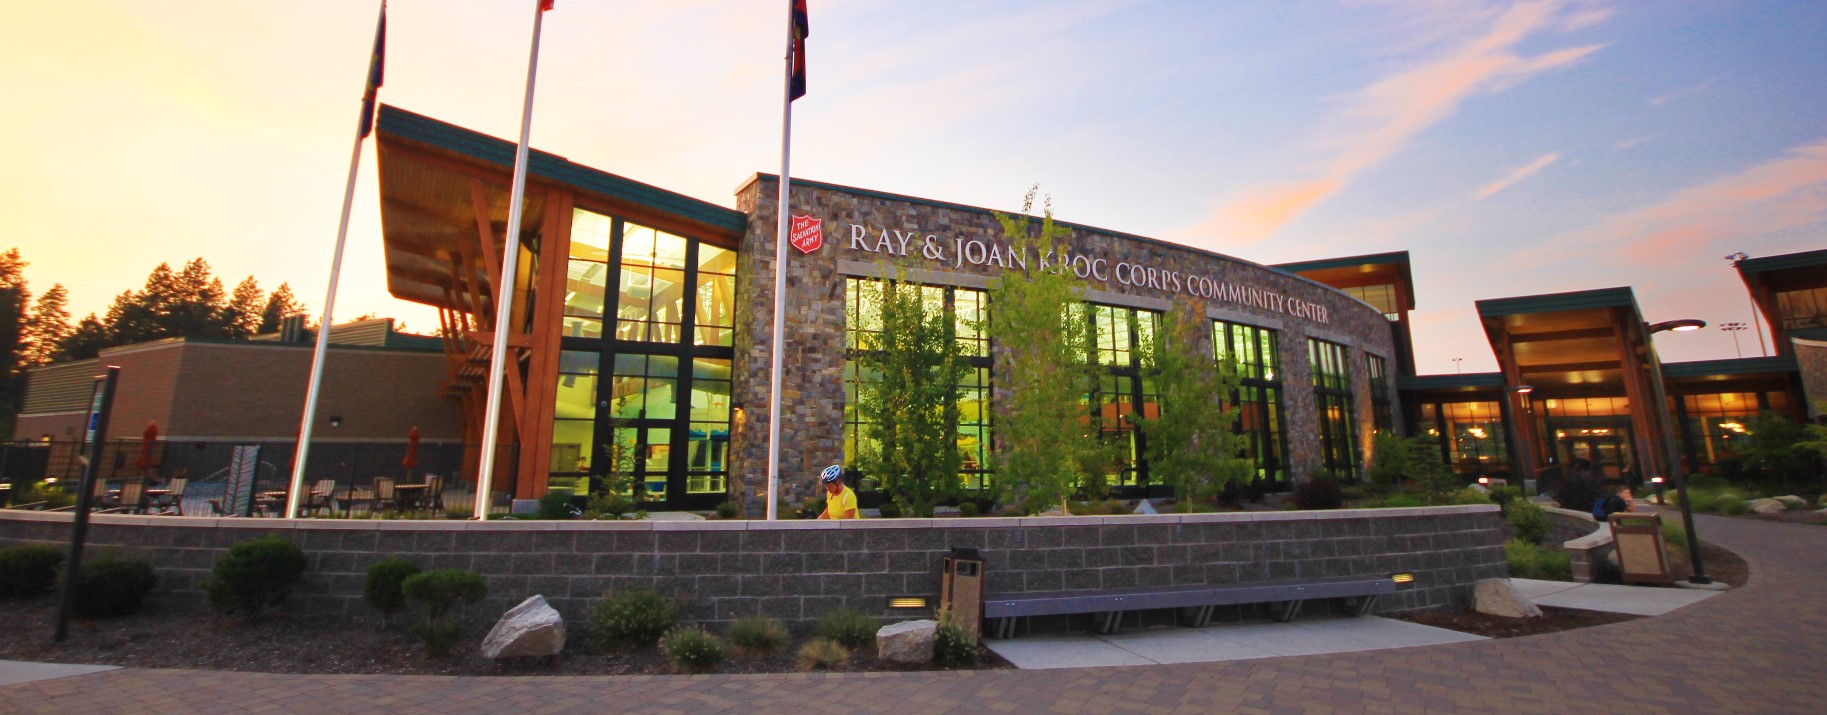 THE
SALVATION
ARMY
RAY & JOAN KROC CORPS COMMUNITY CENTER